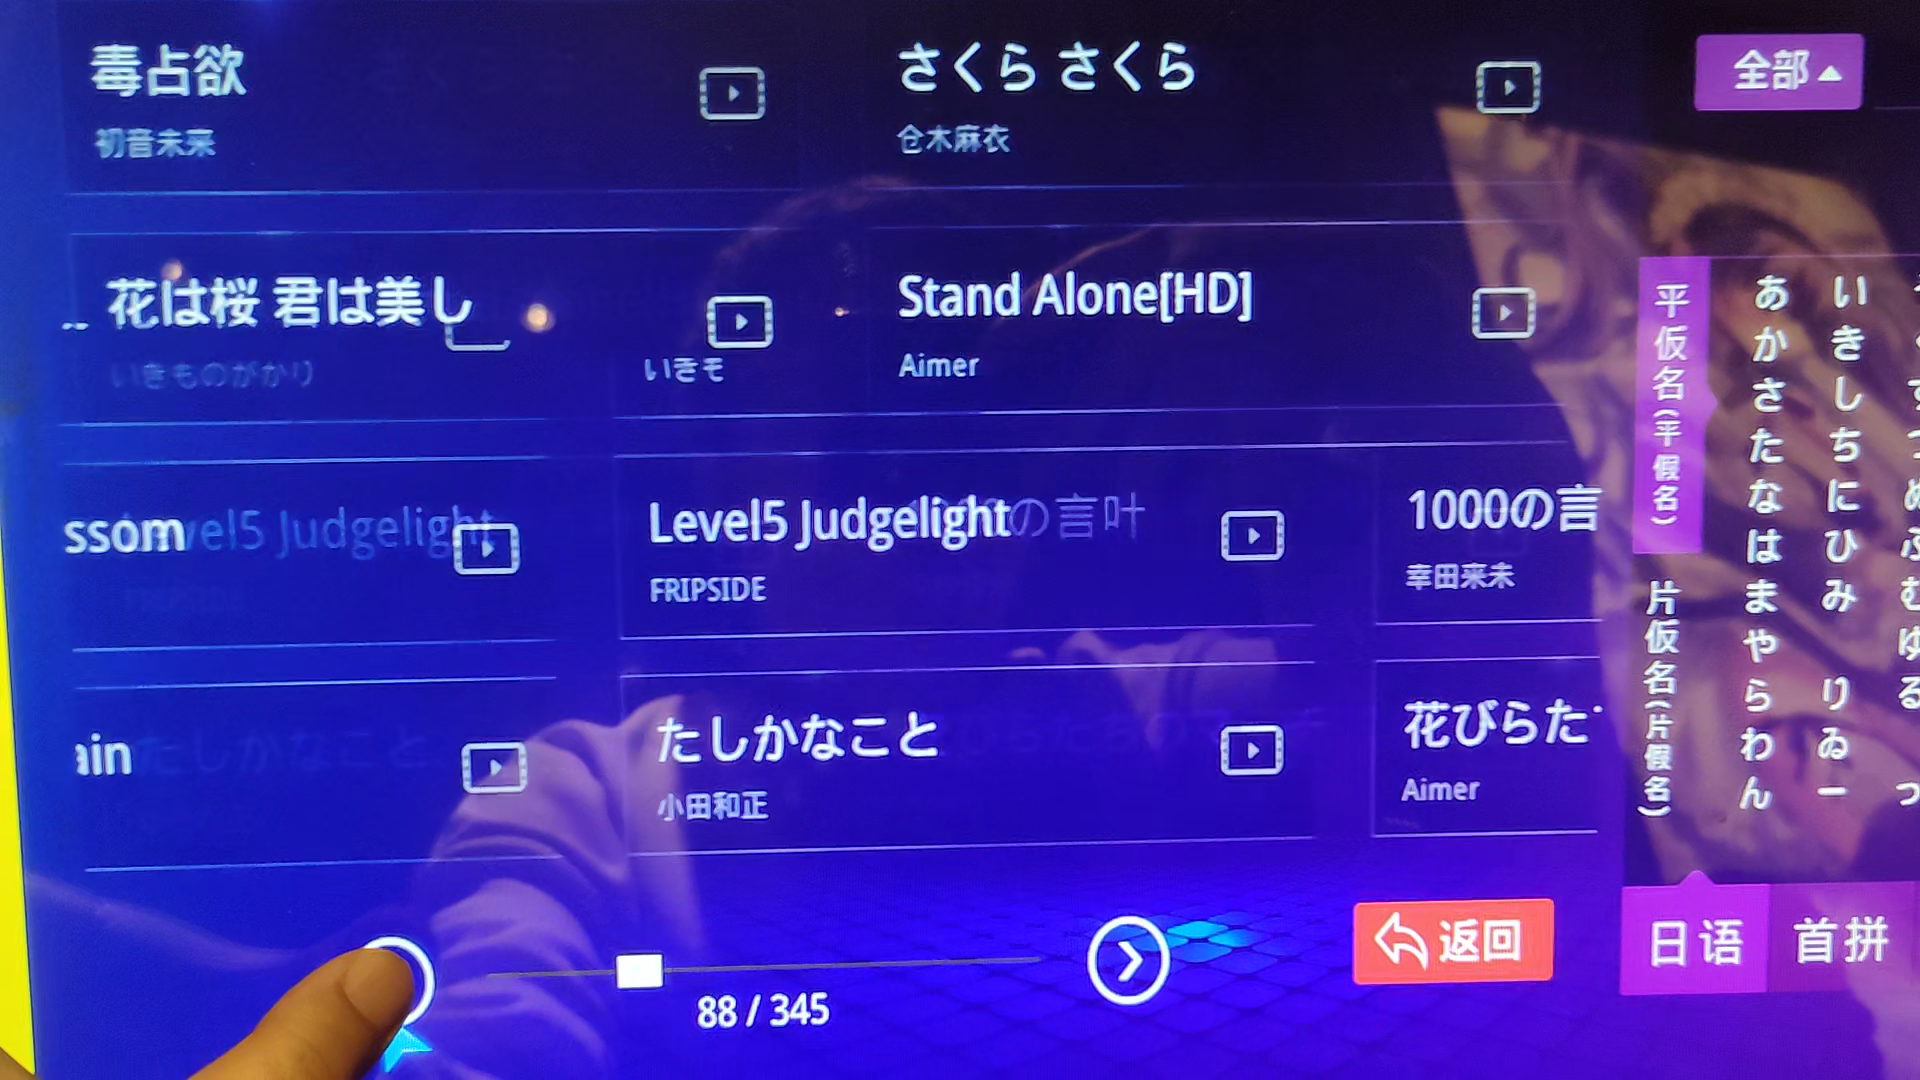 毒占欲
初音未来
さくら さくら
仓木麻衣
全部
花は桜 君は美し
いきものがかり
いきモ
Stand Alone[HD]
Aimer
ssom
Level5 Judgelight
FRIPSIDE
1000の言
幸田来未
ain
たしかなこと
小田和正
花びらた
Aimer
88 / 345
返回
平仮名(平假名)
片仮名(片假名)
あかさたなはまやらわん
いきしちにひみ りゐー
日语
首拼